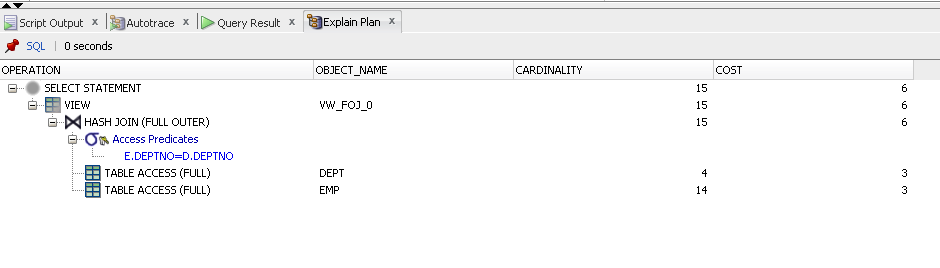 Script Output x Autotrace x Query Result x Explain Plan x
SQL | 0 seconds
OPERATION OBJECT_NAME CARDINALITY COST
SELECT STATEMENT 15 6
VIEW VW_FOJ_0 15 6
HASH JOIN (FULL OUTER) 15 6
Access Predicates
E.DEPTNO=D.DEPTNO
TABLE ACCESS (FULL) DEPT 4 3
TABLE ACCESS (FULL) EMP 14 3